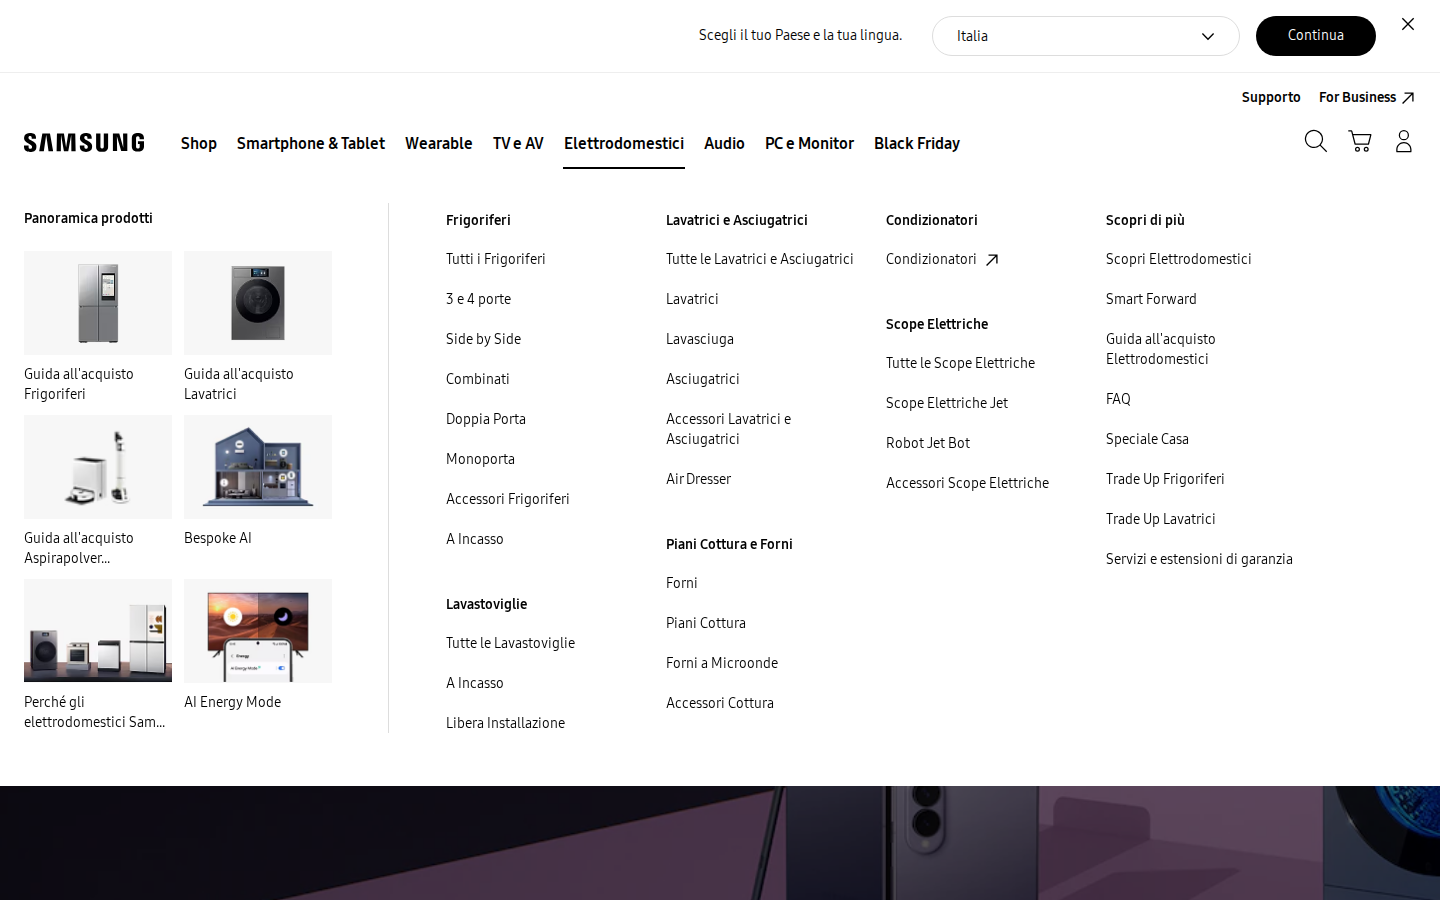 Scegli il tuo Paese e la tua lingua.
Italia
Continua
Supporto
For Business
SAMSUNG
Shop
Smartphone & Tablet
Wearable
TV e AV
Elettrodomestici
Audio
PC e Monitor
Black Friday
Panoramica prodotti
Guida all'acquisto
Frigoriferi
Guida all'acquisto
Lavatrici
Guida all'acquisto
Aspirapolver...
Bespoke AI
Perché gli
elettrodomestici Sam...
Energy
AI Energy Mode
AI Energy Mode
Frigoriferi
Tutti i Frigoriferi
3 e 4 porte
Side by Side
Combinati
Doppia Porta
Monoporta
Accessori Frigoriferi
A Incasso
Lavastoviglie
Tutte le Lavastoviglie
A Incasso
Libera Installazione
Lavatrici e Asciugatrici
Tutte le Lavatrici e Asciugatrici
Lavatrici
Lavasciuga
Asciugatrici
Accessori Lavatrici e
Asciugatrici
Air Dresser
Piani Cottura e Forni
Forni
Piani Cottura
Forni a Microonde
Accessori Cottura
Condizionatori
Condizionatori
Scope Elettriche
Tutte le Scope Elettriche
Scope Elettriche Jet
Robot Jet Bot
Accessori Scope Elettriche
Scopri di più
Scopri Elettrodomestici
Smart Forward
Guida all'acquisto
Elettrodomestici
FAQ
Speciale Casa
Trade Up Frigoriferi
Trade Up Lavatrici
Servizi e estensioni di garanzia